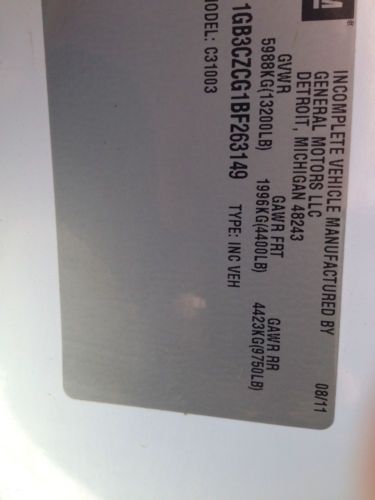 M ®
INCOMPLETE VEHICLE MANUFACTURED BY
GENERAL MOTORS LLC
DETROIT, MICHIGAN 48243 08/11
GVWR GAWR FRT GAWR RR
5988KG(13200LB) 1996KG(4400LB) 4423KG(9750LB)
1GB3CZCG1BF263149 TYPE: INC VEH
MODEL: C31003